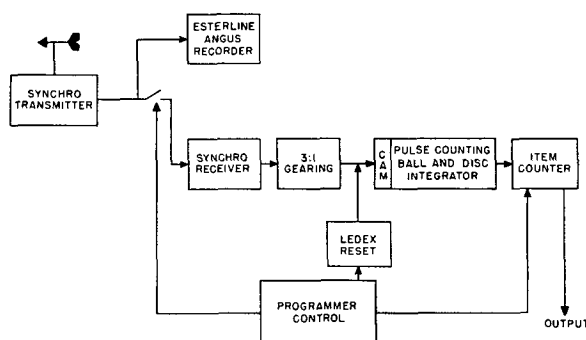 ESTERLINE
ANGUS
RECORDER
SYNCHRO
TRANSMITTER
SYNCHRO
RECEIVER
3:1
GEARING
CAM
PULSE COUNTING
BALL AND DISC
INTEGRATOR
ITEM
COUNTER
LEDEX
RESET
PROGRAMMER
CONTROL
OUTPUT